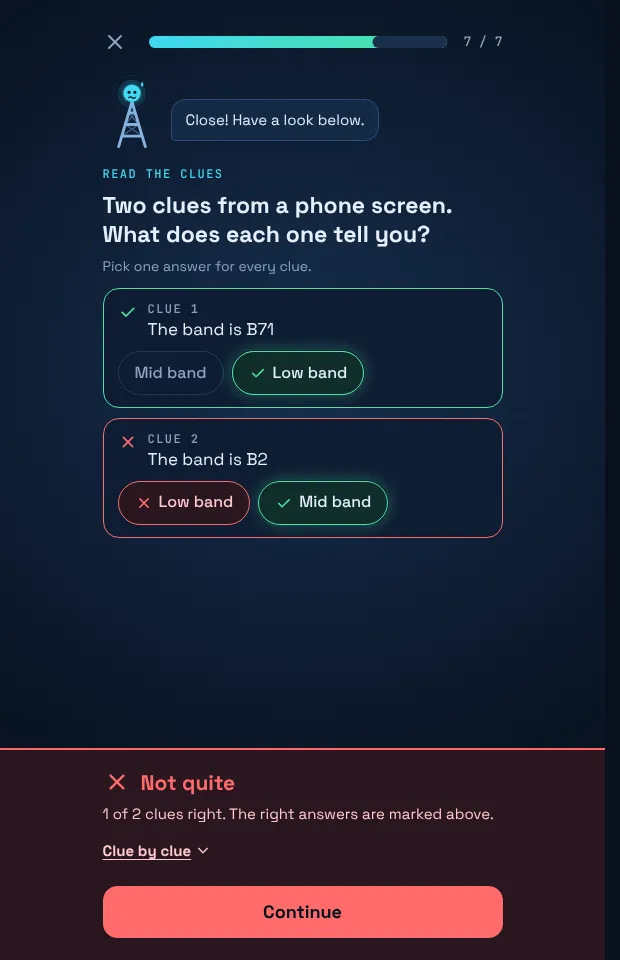 7 / 7
Close! Have a look below.
READ THE CLUES
Two clues from a phone screen.
What does each one tell you?
Pick one answer for every clue.
CLUE 1
The band is B71
Mid band
Low band
CLUE 2
The band is B2
Low band
Mid band
Not quite
1 of 2 clues right. The right answers are marked above.
Clue by clue
Continue